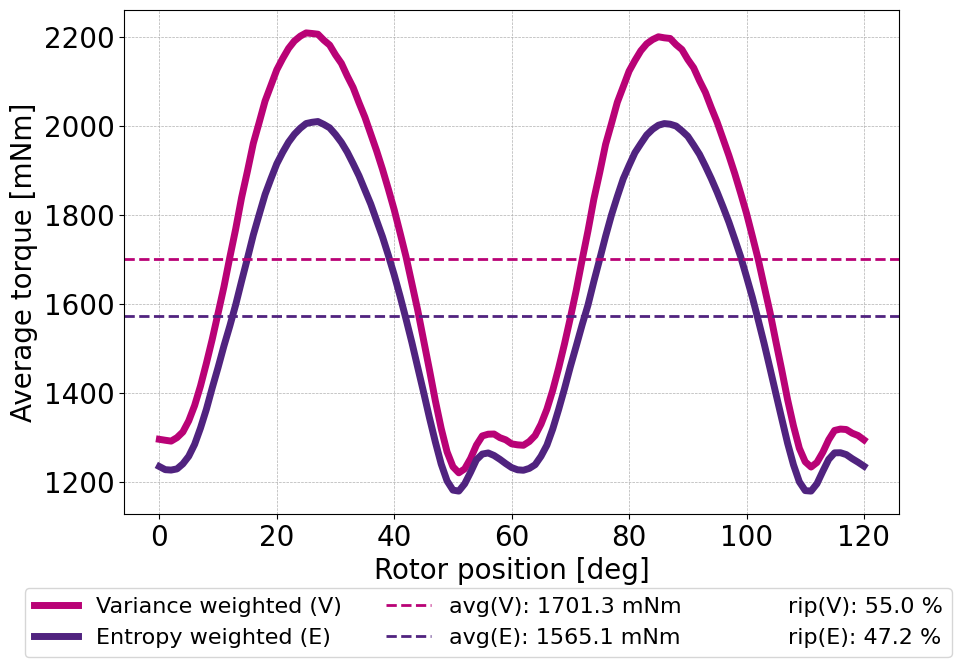 2200
2000
1800
1600
1400
1200
Average torque [mNm]
0 20 40 60 80 100 120
Rotor position [deg]
Variance weighted (V) avg(V): 1701.3 mNm rip(V): 55.0 %
Entropy weighted (E) avg(E): 1565.1 mNm rip(E): 47.2 %